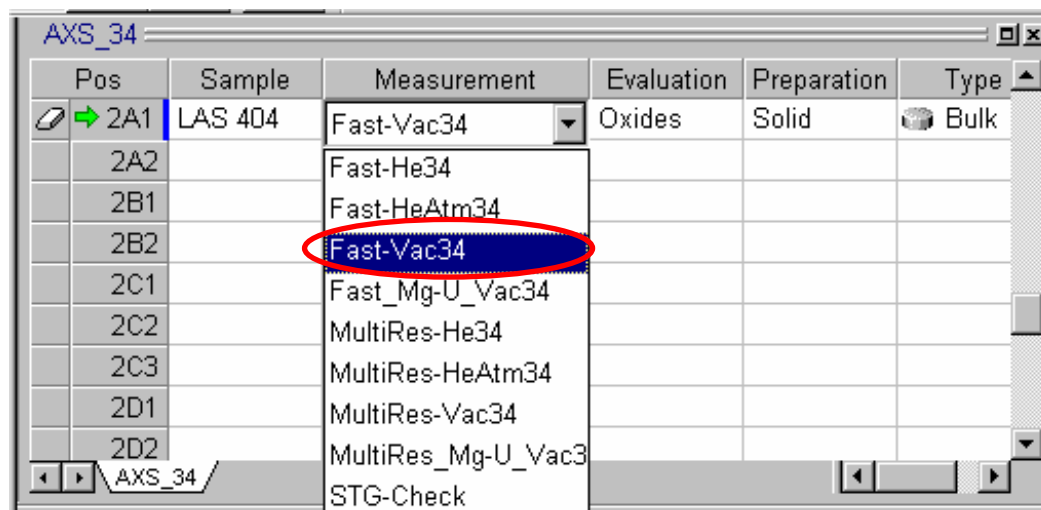 AXS_34
Pos Sample Measurement Evaluation Preparation Type
2A1 LAS 404 Fast-Vac34 Oxides Solid Bulk
2A2 Fast-He34
2B1 Fast-HeAtm34
2B2 Fast-Vac34
2C1 Fast_Mg-U_Vac34
2C2 MultiRes-He34
2C3 MultiRes-HeAtm34
2D1 MultiRes-Vac34
2D2 MultiRes_Mg-U_Vac3
AXS_34 STG-Check